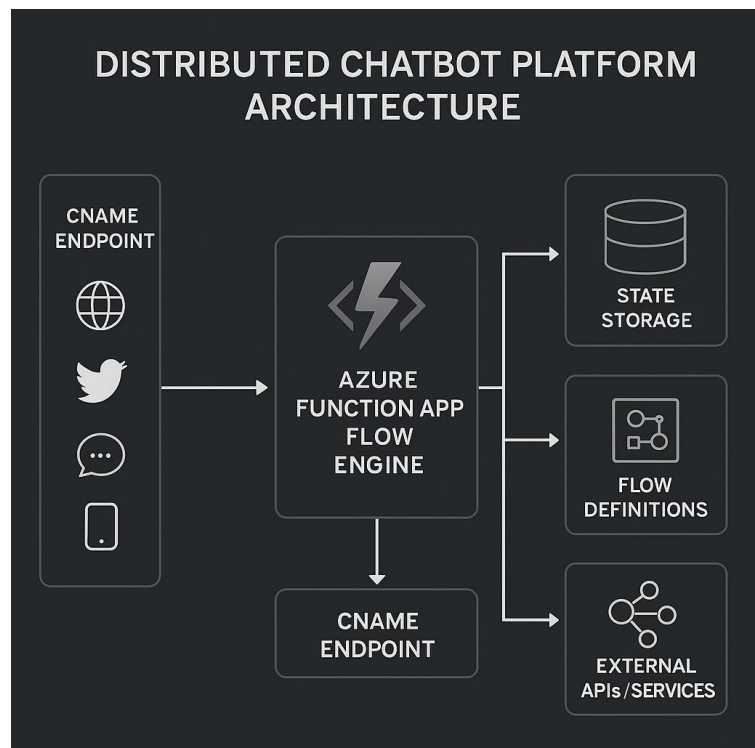 DISTRIBUTED CHATBOT PLATFORM
ARCHITECTURE
CNAME
ENDPOINT
AZURE
FUNCTION APP
FLOW
ENGINE
CNAME
ENDPOINT
STATE
STORAGE
FLOW
DEFINITIONS
EXTERNAL
APIs/SERVICES